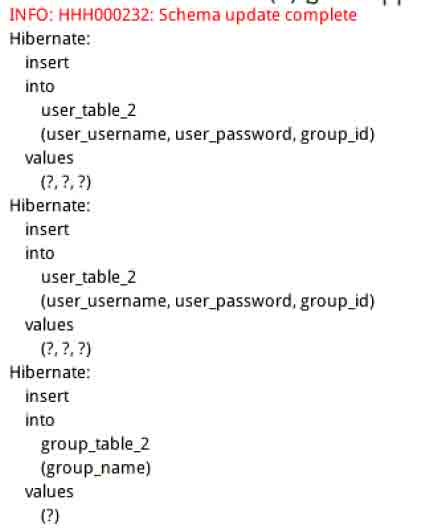 INFO: HHH000232: Schema update complete
Hibernate:
insert
into
user_table_2
(user_username, user_password, group_id)
values
(?, ?, ?)
Hibernate:
insert
into
user_table_2
(user_username, user_password, group_id)
values
(?, ?, ?)
Hibernate:
insert
into
group_table_2
(group_name)
values
(?)